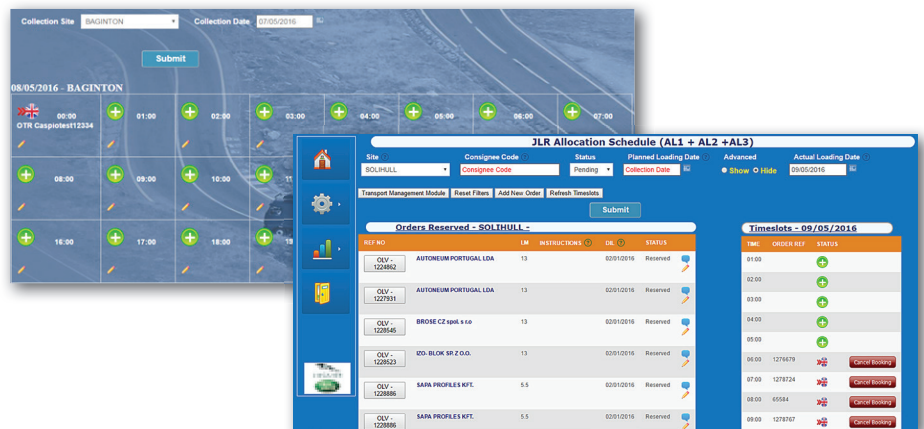 Collection Site BAGINTON Collection Date 07/05/2016
Submit
08/05/2016 - BAGINTON
00:00 01:00 02:00 03:00 04:00 05:00 06:00 07:00
OTR Caspiotest12334
08:00 09:00 10:00
16:00 17:00 18:00
JLR Allocation Schedule (AL1 + AL2 +AL3)
Site Consignee Code Status Planned Loading Date Advanced Actual Loading Date
SOLIHULL Consignee Code Pending Collection Date Show Hide 09/05/2016
Transport Management Module Reset Filters Add New Order Refresh Timeslots
Submit
Orders Reserved - SOLIHULL -
REF NO LM INSTRUCTIONS DIL STATUS
OLV - 1224862 AUTONEUM PORTUGAL LDA 13 02/01/2016 Reserved
OLV - 1227931 AUTONEUM PORTUGAL LDA 13 02/01/2016 Reserved
OLV - 1228545 BROSE CZ spol. s r.o 13 02/01/2016 Reserved
OLV - 1228523 IZO- BLOK SP. Z O.O. 13 02/01/2016 Reserved
OLV - 1228886 SAPA PROFILES KFT. 5.5 02/01/2016 Reserved
OLV - 1228886 SAPA PROFILES KFT. 5.5 02/01/2016 Reserved
Timeslots - 09/05/2016
TIME ORDER REF STATUS
01:00
02:00
03:00
04:00
05:00
06:00 1276679 Cancel Booking
07:00 1278724 Cancel Booking
08:00 65584 Cancel Booking
09:00 1278767 Cancel Booking